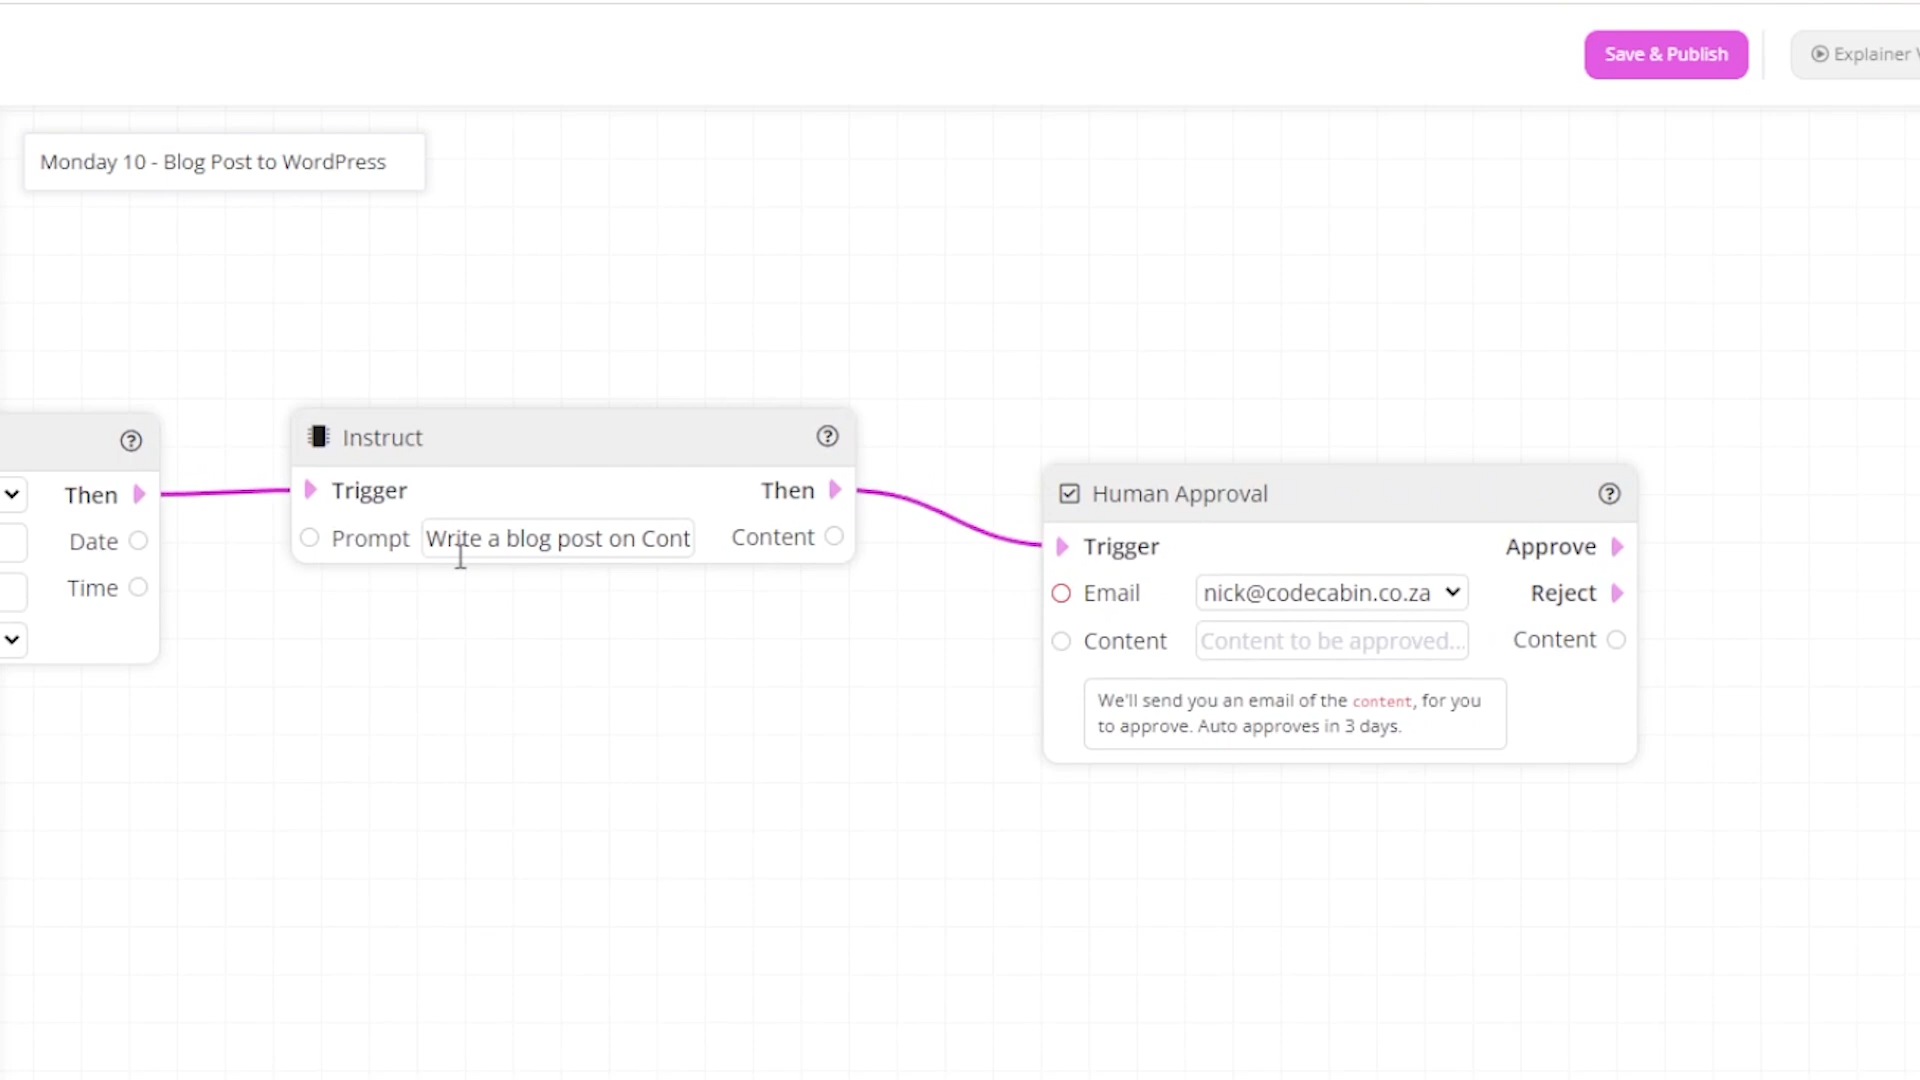 Save & Publish
Explainer V
Monday 10 - Blog Post to WordPress
Then
Date
Time
Instruct
Trigger
Then
Prompt
Write a blog post on Cont
Content
Human Approval
Trigger
Approve
Email
nick@codecabin.co.za
Reject
Content
Content to be approved...
Content
We'll send you an email of the content, for you
to approve. Auto approves in 3 days.